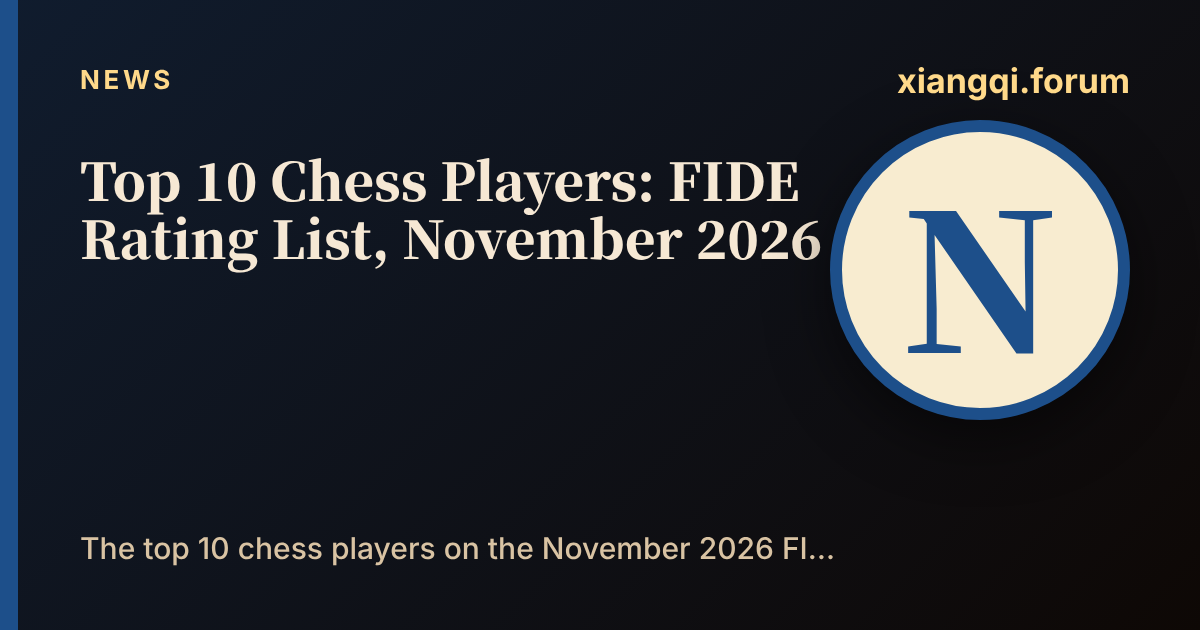 NEWS
xiangqi.forum
Top 10 Chess Players: FIDE
Rating List, November 2026
N
The top 10 chess players on the November 2026 FI...